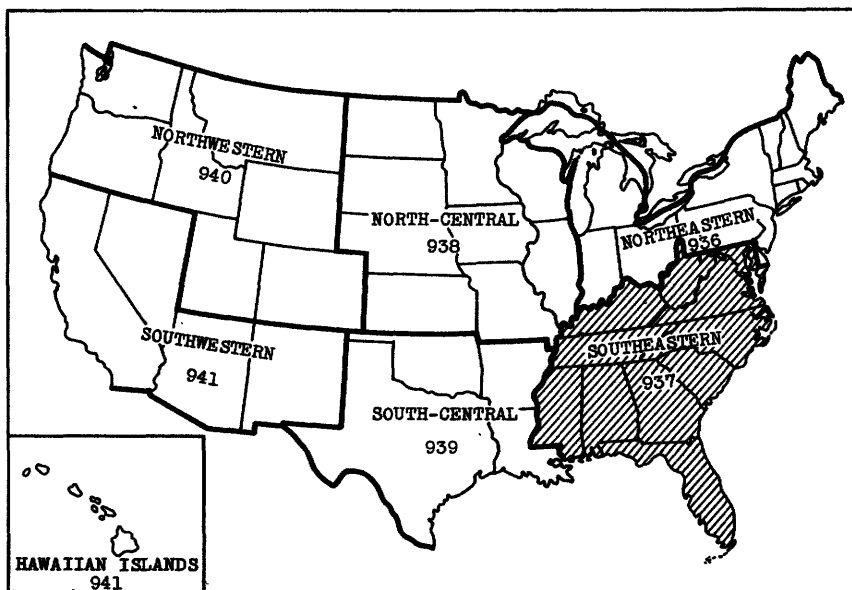 NORTHWESTERN
940
NORTH-CENTRAL
938
NORTHEASTERN
936
SOUTHWESTERN
941
SOUTHEASTERN
937
SOUTH-CENTRAL
939
HAWAIIAN ISLANDS
941